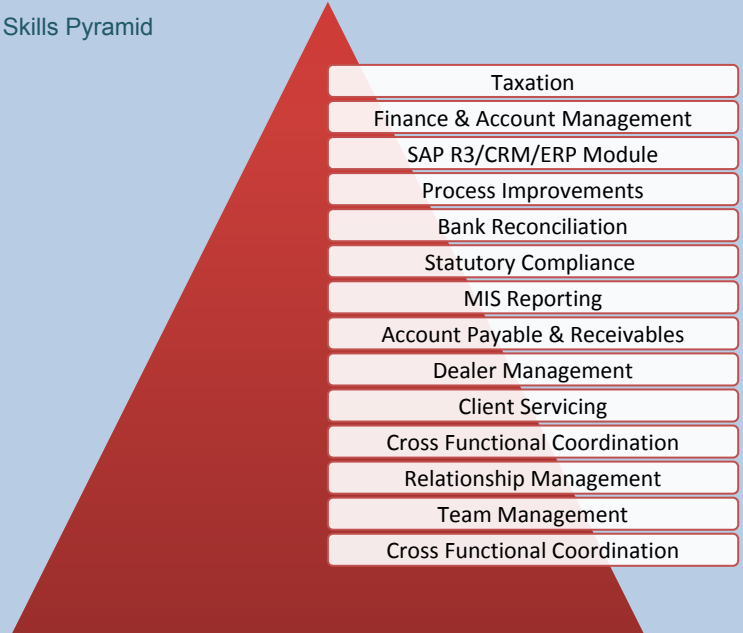 Skills Pyramid
Taxation
Finance & Account Management
SAP R3/CRM/ERP Module
Process Improvements
Bank Reconciliation
Statutory Compliance
MIS Reporting
Account Payable & Receivables
Dealer Management
Client Servicing
Cross Functional Coordination
Relationship Management
Team Management
Cross Functional Coordination